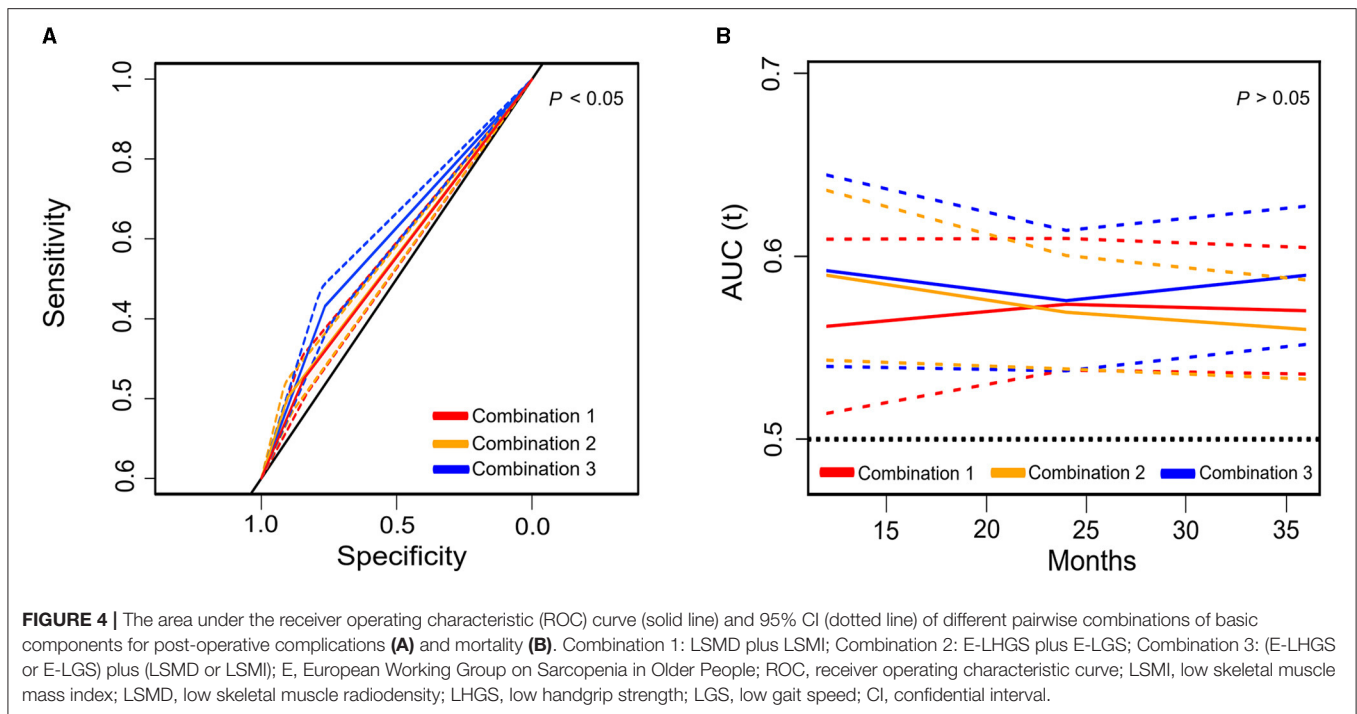 A
1.0
0.8
0.6
0.4
0.5
0.6
Sensitivity
P < 0.05
Combination 1
Combination 2
Combination 3
1.0
0.5
0.0
Specificity
B
0.7
0.6
0.5
AUC (t)
P > 0.05
Combination 1 Combination 2 Combination 3
15
20
25
30
35
Months
FIGURE 4 | The area under the receiver operating characteristic (ROC) curve (solid line) and 95% CI (dotted line) of different pairwise combinations of basic
components for post-operative complications (A) and mortality (B). Combination 1: LSMD plus LSMI; Combination 2: E-LHGS plus E-LGS; Combination 3: (E-LHGS
or E-LGS) plus (LSMD or LSMI); E, European Working Group on Sarcopenia in Older People; ROC, receiver operating characteristic curve; LSMI, low skeletal muscle
mass index; LSMD, low skeletal muscle radiodensity; LHGS, low handgrip strength; LGS, low gait speed; CI, confidential interval.